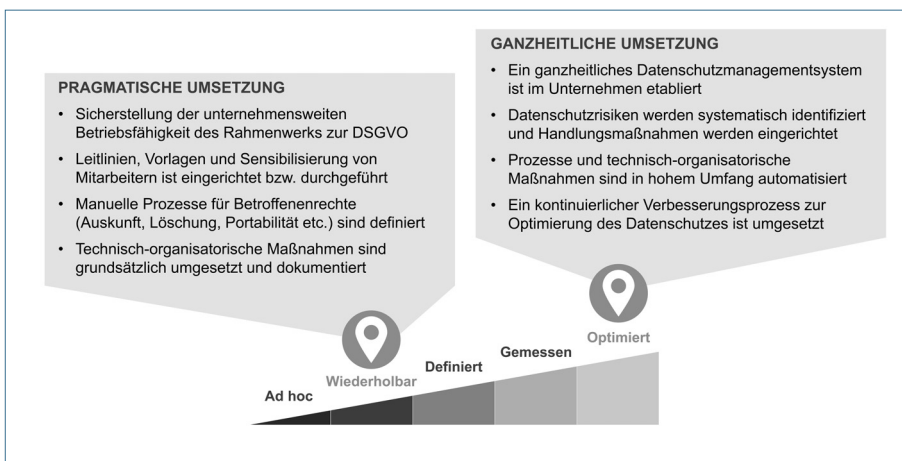 PRAGMATISCHE UMSETZUNG
• Sicherstellung der unternehmensweiten
Betriebsfähigkeit des Rahmenwerks zur DSGVO
• Leitlinien, Vorlagen und Sensibilisierung von
Mitarbeitern ist eingerichtet bzw. durchgeführt
• Manuelle Prozesse für Betroffenenrechte
(Auskunft, Löschung, Portabilität etc.) sind definiert
• Technisch-organisatorische Maßnahmen sind
grundsätzlich umgesetzt und dokumentiert
GANZHEITLICHE UMSETZUNG
• Ein ganzheitliches Datenschutzmanagementsystem
ist im Unternehmen etabliert
• Datenschutzrisiken werden systematisch identifiziert
und Handlungsmaßnahmen werden eingerichtet
• Prozesse und technisch-organisatorische
Maßnahmen sind in hohem Umfang automatisiert
• Ein kontinuierlicher Verbesserungsprozess zur
Optimierung des Datenschutzes ist umgesetzt
Ad hoc
Wiederholbar
Definiert
Gemessen
Optimiert